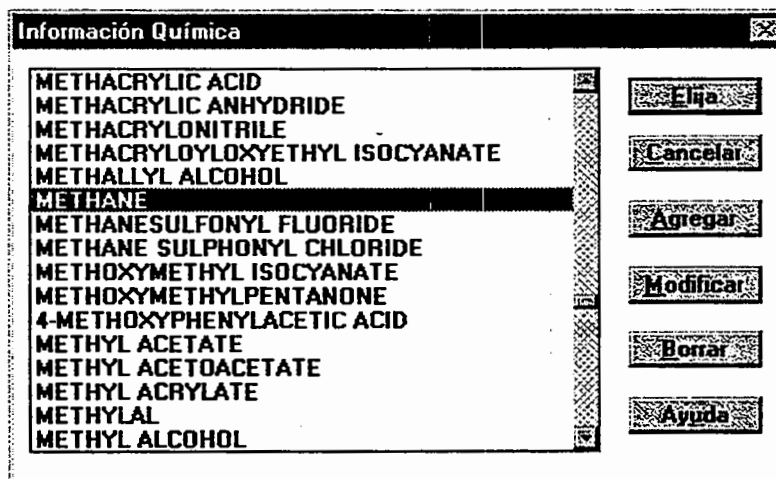 Información Química
METHACRYLIC ACID
METHACRYLIC ANHYDRIDE
METHACRYLONITRILE
METHACRYLOYLOXYETHYL ISOCYANATE
METHALLYL ALCOHOL
METHANE
METHANESULFONYL FLUORIDE
METHANE SULPHONYL CHLORIDE
METHOXYMETHYL ISOCYANATE
METHOXYMETHYLPENTANONE
4-METHOXYPHENYLACETIC ACID
METHYL ACETATE
METHYL ACETOACETATE
METHYL ACRYLATE
METHYLAL
METHYL ALCOHOL
Elija
Cancelar
Agregar
Modificar
Borrar
Ayuda